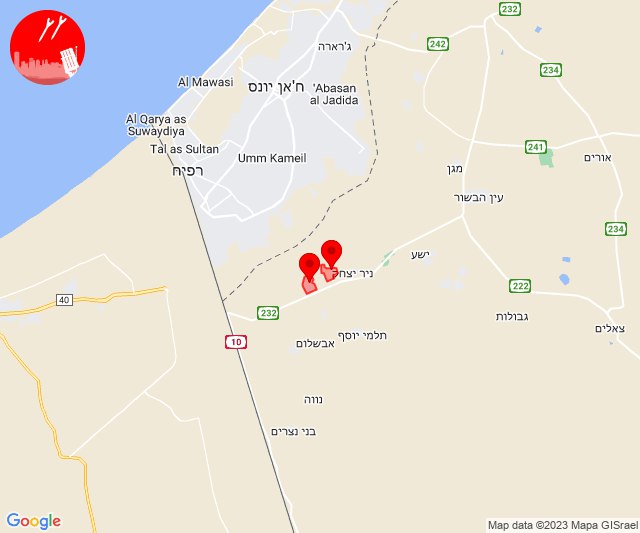 232
ג'ראררה
242
234
Al Mawasi
ח'אן יונס
'Abasan
al Jadida
Al Qarya as
Suwaydiya
241
Tal as Sultan
Umm Kameil
אורים
רפיח
מגן
עין הבשור
234
ישע
ניר יצחק
222
40
232
גבולות
צאלים
תלמי יוסף
אבשלום
10
נווה
בני נצרים
Google
Map data ©2023 Mapa GISrael